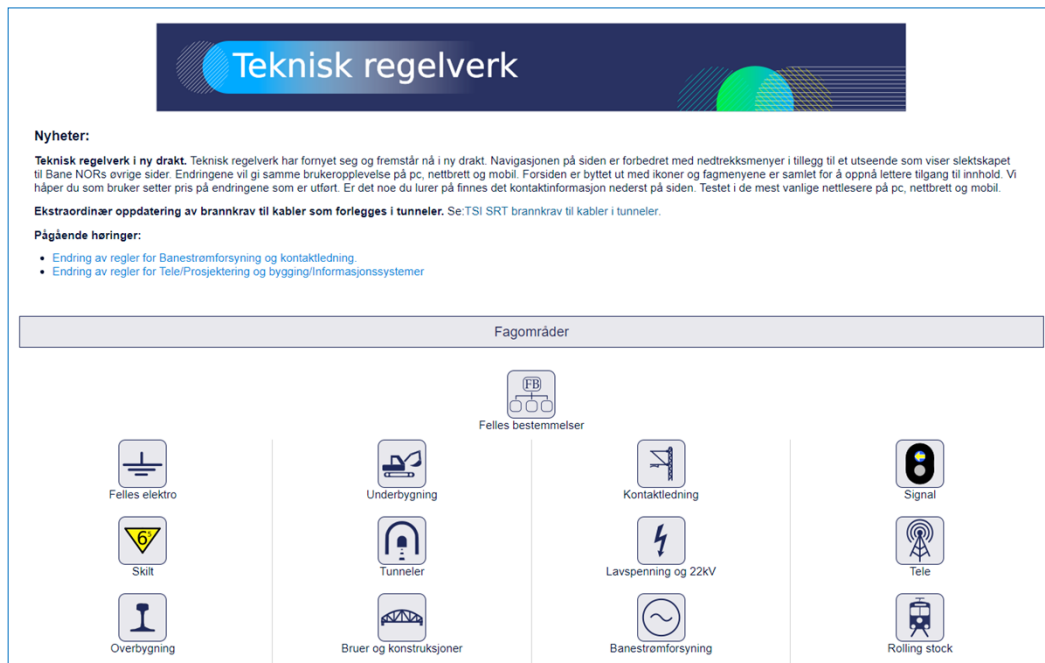 Teknisk regelverk
Nyheter:
Teknisk regelverk i ny drakt. Teknisk regelverk har fornyet seg og fremstår nå i ny drakt. Navigasjonen på siden er forbedret med nedtrekksmenyer i tillegg til et utseende som viser slektskapet
til Bane NORs øvrige sider. Endringene vil gi samme brukeropplevelse på pc, nettbrett og mobil. Forsiden er byttet ut med ikoner og fagmenyene er samlet for å oppnå lettere tilgang til innhold. Vi
håper du som bruker setter pris på endringene som er utført. Er det noe du lurer på finnes det kontaktinformasjon nederst på siden. Testet i de mest vanlige nettlesere på pc, nettbrett og mobil.
Ekstraordinær oppdatering av brannkrav til kabler som forlegges i tunneler. Se:TSI SRT brannkrav til kabler i tunneler.
Pågående høringer:
Endring av regler for Banestrømforsyning og kontaktledning.
Endring av regler for Tele/Prosjektering og bygging/Informasjonssystemer
Fagområder
FB
Felles bestemmelser
Felles elektro
Underbygning
Kontaktledning
Signal
6⁵
Skilt
Tunneler
Lavspenning og 22kV
Tele
Overbygning
Bruer og konstruksjoner
Banestrømforsyning
Rolling stock